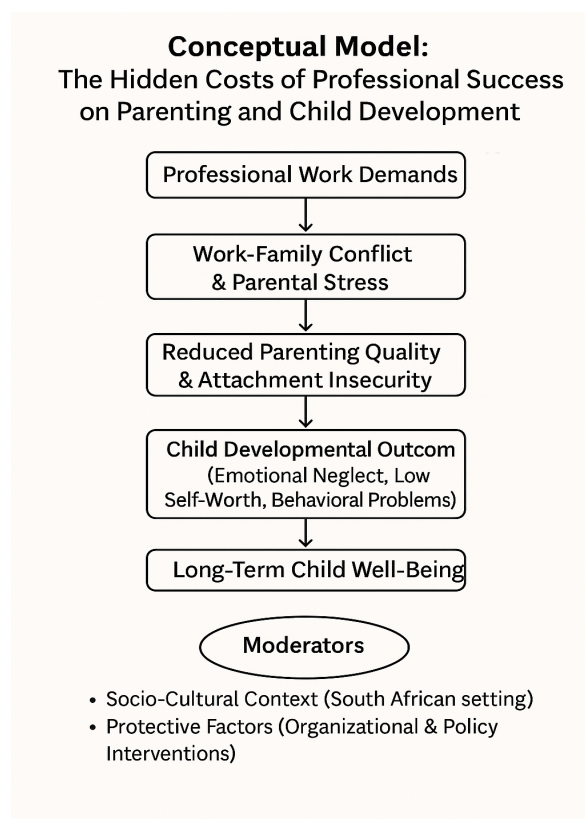 Conceptual Model:
The Hidden Costs of Professional Success
on Parenting and Child Development
Professional Work Demands
Work-Family Conflict
& Parental Stress
Reduced Parenting Quality
& Attachment Insecurity
Child Developmental Outcom
(Emotional Neglect, Low
Self-Worth, Behavioral Problems)
Long-Term Child Well-Being
Moderators
• Socio-Cultural Context (South African setting)
• Protective Factors (Organizational & Policy
Interventions)